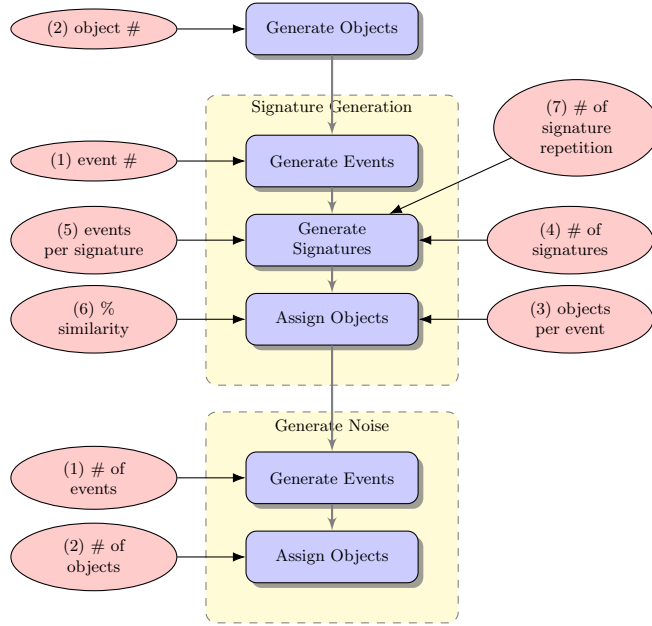 (2) object #
Generate Objects
Signature Generation
(7) # of
signature
repetition
(1) event #
Generate Events
(5) events
per signature
Generate
Signatures
(4) # of
signatures
(6) %
similarity
Assign Objects
(3) objects
per event
Generate Noise
(1) # of
events
Generate Events
(2) # of
objects
Assign Objects